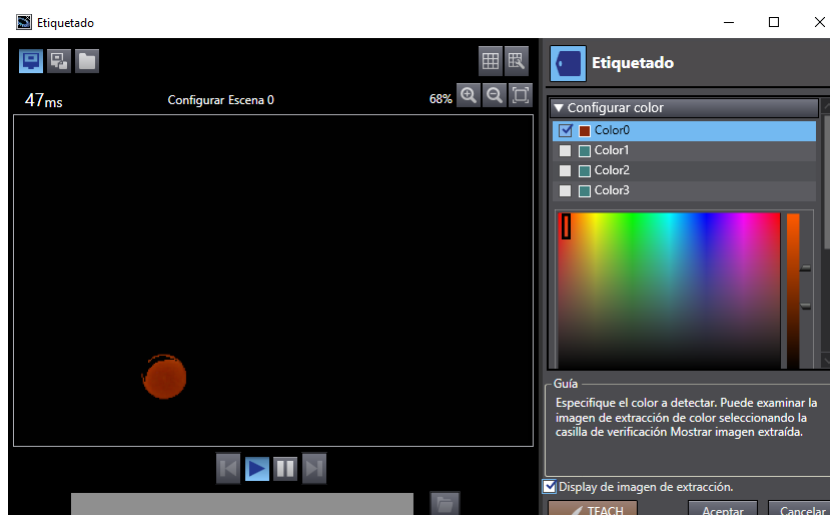 Etiquetado
Etiquetado
47ms
Configurar Escena 0
68%
Configurar color
Color0
Color1
Color2
Color3
Guía
Especifique el color a detectar. Puede examinar la
imagen de extracción de color seleccionando la
casilla de verificación Mostrar imagen extraída.
Display de imagen de extracción.
TEACH
Aceptar
Cancelar